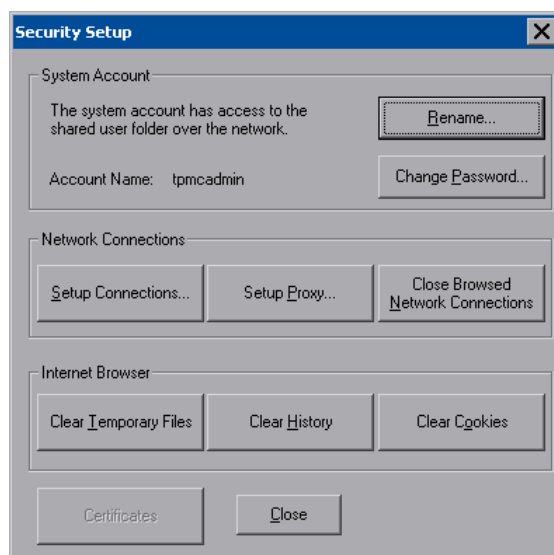 Security Setup
System Account
The system account has access to the
shared user folder over the network.
Rename...
Account Name: tpmcadmin
Change Password...
Network Connections
Setup Connections...
Setup Proxy...
Close Browsed
Network Connections
Internet Browser
Clear Temporary Files
Clear History
Clear Cookies
Certificates
Close